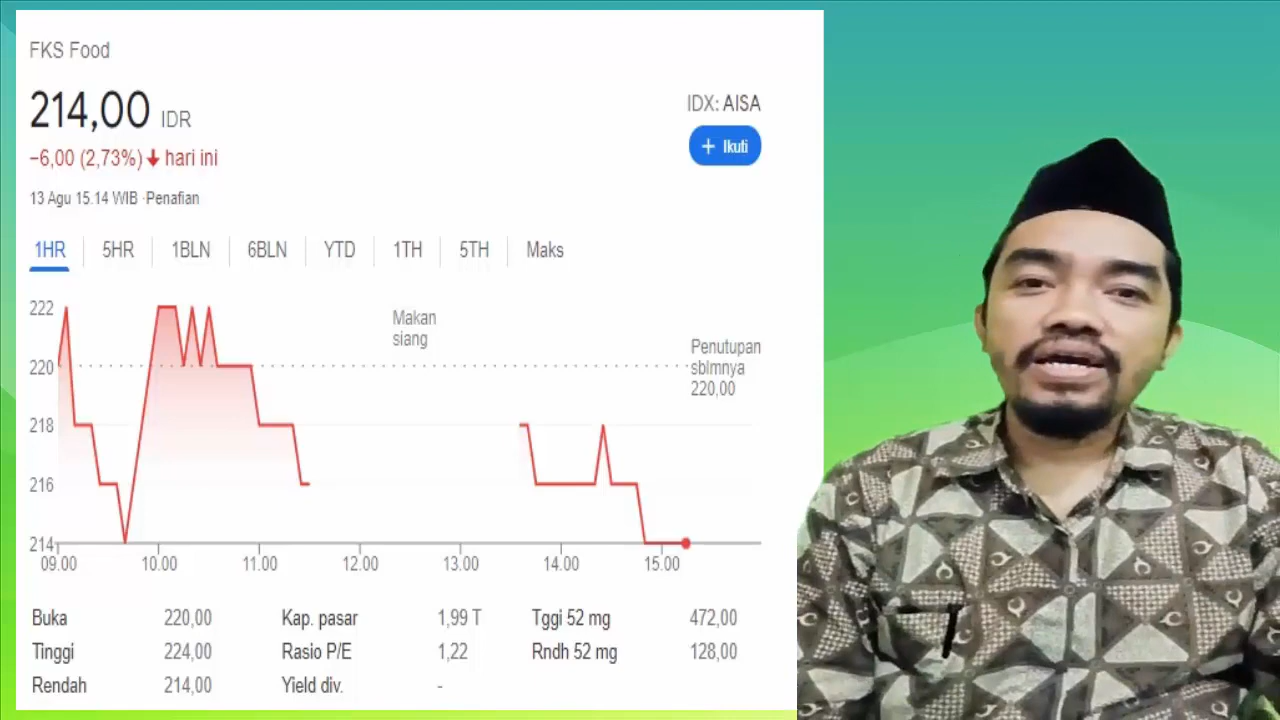 FKS Food
214,00 IDR
IDX: AISA
−6,00 (2,73%) hari ini
+ Ikuti
13 Agu 15.14 WIB ·Penafian
1HR 5HR 1BLN 6BLN YTD 1TH 5TH Maks
222
220
218
216
214
Makan
siang
Penutupan
sblmnya
220,00
09.00 10.00 11.00 12.00 13.00 14.00 15.00
Buka 220,00 Kap. pasar 1,99 T Tggi 52 mg 472,00
Tinggi 224,00 Rasio P/E 1,22 Rndh 52 mg 128,00
Rendah 214,00 Yield div. -